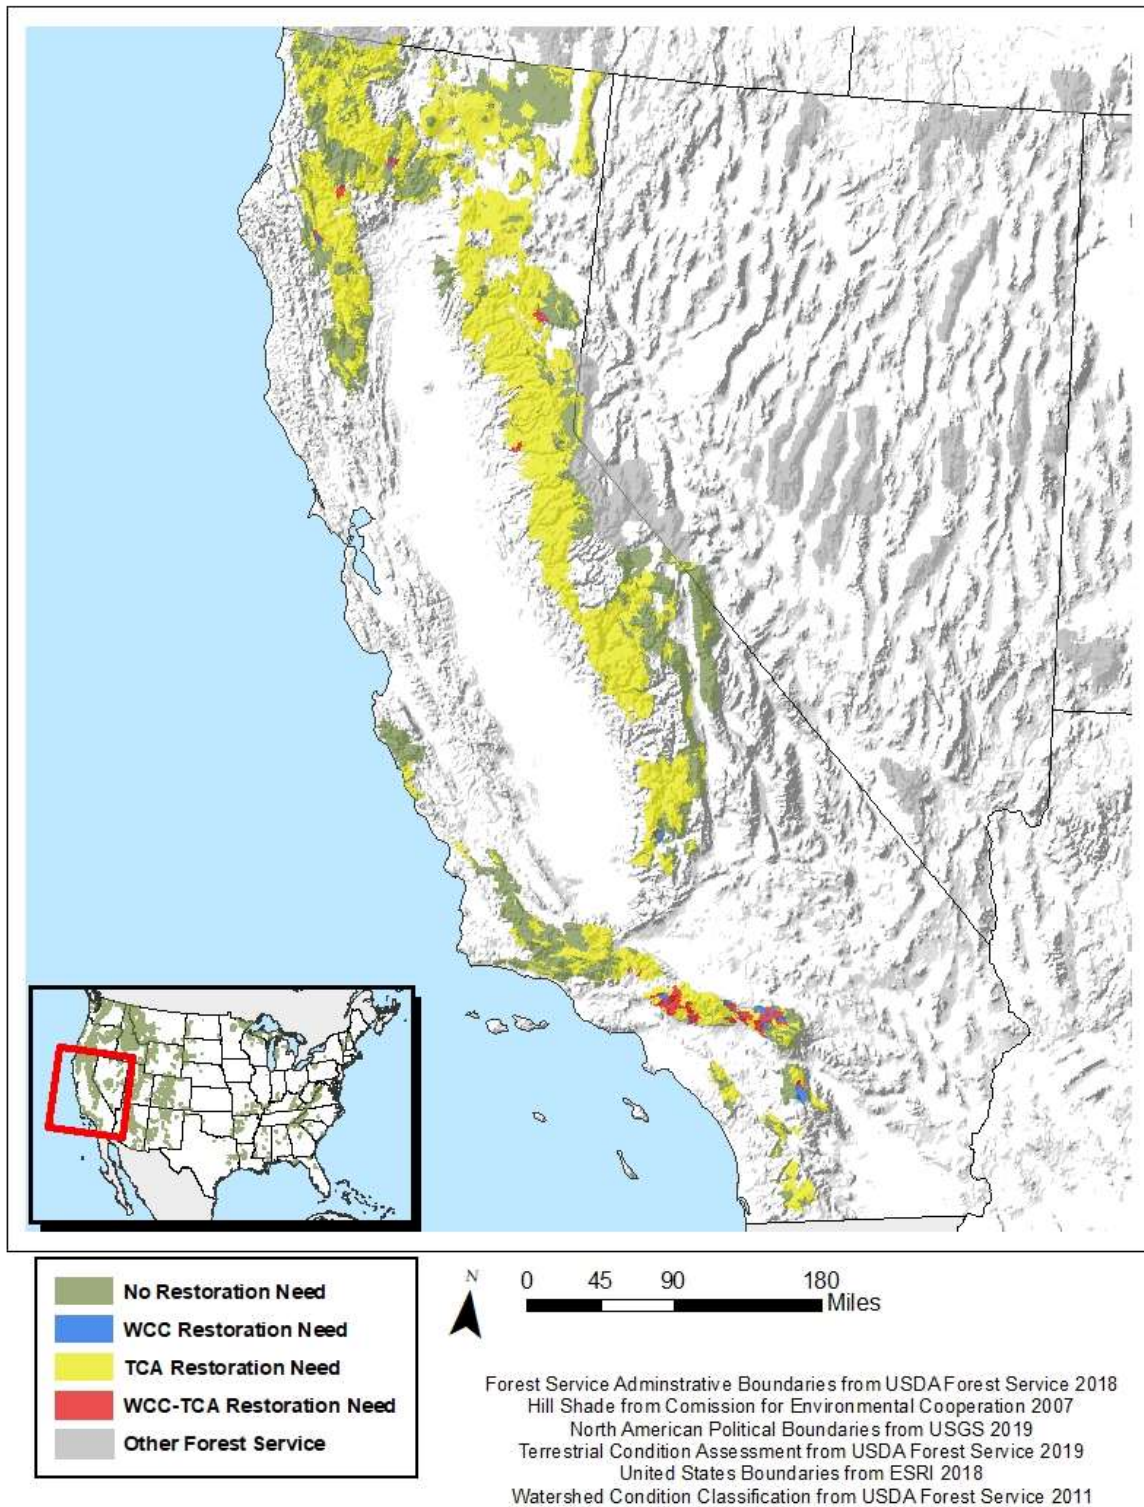 No Restoration Need
WCC Restoration Need
TCA Restoration Need
WCC-TCA Restoration Need
Other Forest Service
N
0 45 90 180
Miles
Forest Service Adminstrative Boundaries from USDA Forest Service 2018
Hill Shade from Comission for Environmental Cooperation 2007
North American Political Boundaries from USGS 2019
Terrestrial Condition Assessment from USDA Forest Service 2019
United States Boundaries from ESRI 2018
Watershed Condition Classification from USDA Forest Service 2011